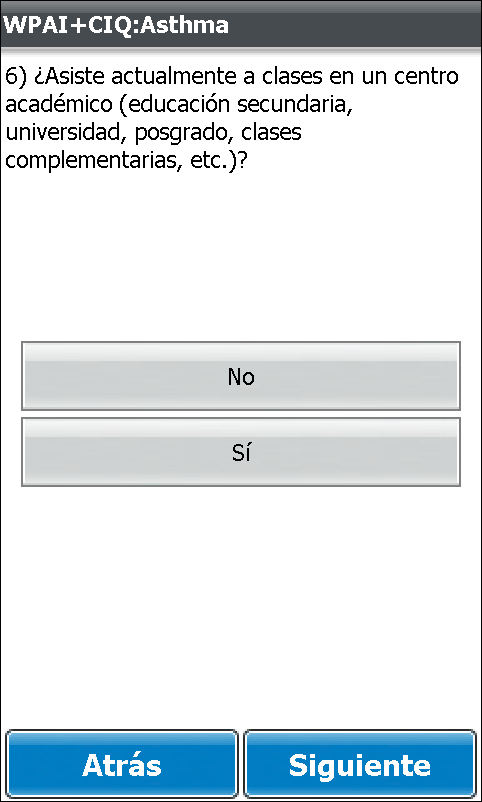 WPAI+CIQ:Asthma
6) ¿Asiste actualmente a clases en un centro
académico (educación secundaria,
universidad, posgrado, clases
complementarias, etc.)?
No
Sí
Atrás
Siguiente